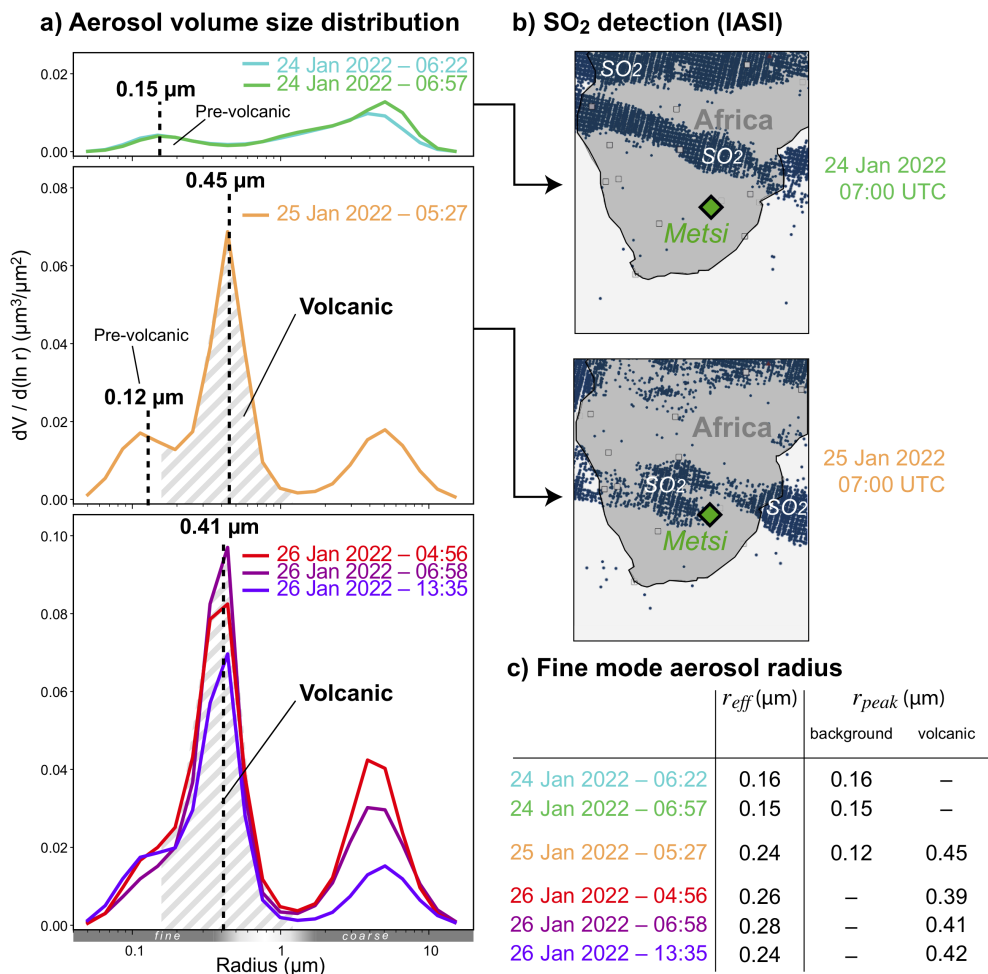 a) Aerosol volume size distribution
24 Jan 2022 – 06:22
24 Jan 2022 – 06:57
0.15 µm
Pre-volcanic
0.02
0.01
0.00
0.45 µm
25 Jan 2022 – 05:27
Volcanic
Pre-volcanic
0.12 µm
0.08
0.06
0.04
0.02
0.00
dV / d(ln r) (µm³/µm²)
0.41 µm
26 Jan 2022 – 04:56
26 Jan 2022 – 06:58
26 Jan 2022 – 13:35
Volcanic
0.10
0.08
0.06
0.04
0.02
0.00
fine
coarse
0.1
1
10
Radius (µm)
b) SO₂ detection (IASI)
SO₂
Africa
SO₂
Metsi
24 Jan 2022
07:00 UTC
Africa
SO₂
SO₂
Metsi
25 Jan 2022
07:00 UTC
c) Fine mode aerosol radius
r_eff (µm) r_peak (µm)
background volcanic
24 Jan 2022 – 06:22 0.16 0.16 –
24 Jan 2022 – 06:57 0.15 0.15 –
25 Jan 2022 – 05:27 0.24 0.12 0.45
26 Jan 2022 – 04:56 0.26 – 0.39
26 Jan 2022 – 06:58 0.28 – 0.41
26 Jan 2022 – 13:35 0.24 – 0.42